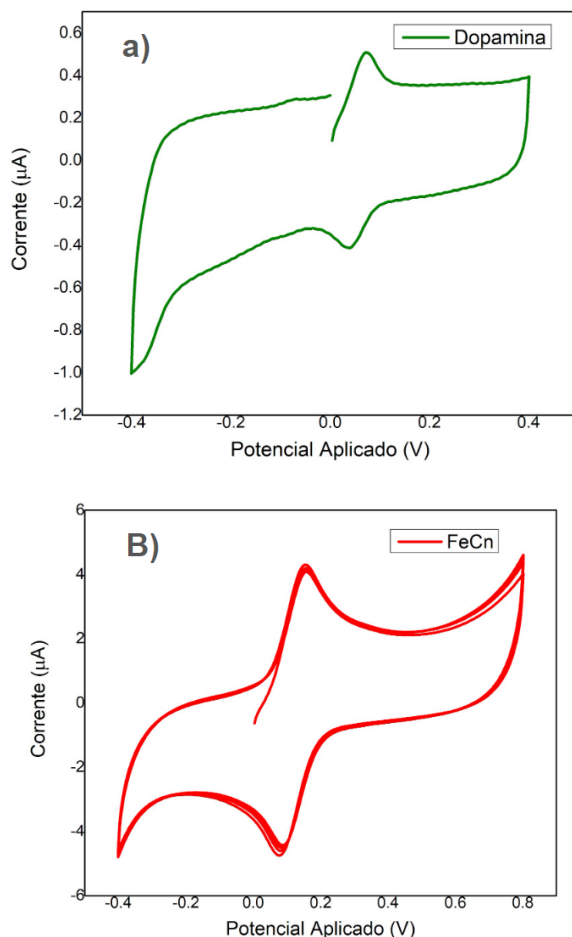 a)
Dopamina
0.6
0.4
0.2
0.0
-0.2
-0.4
-0.6
-0.8
-1.0
-1.2
Corrente (µA)
-0.4 -0.2 0.0 0.2 0.4
Potencial Aplicado (V)
B)
FeCn
6
4
2
0
-2
-4
-6
Corrente (µA)
-0.4 -0.2 0.0 0.2 0.4 0.6 0.8
Potencial Aplicado (V)